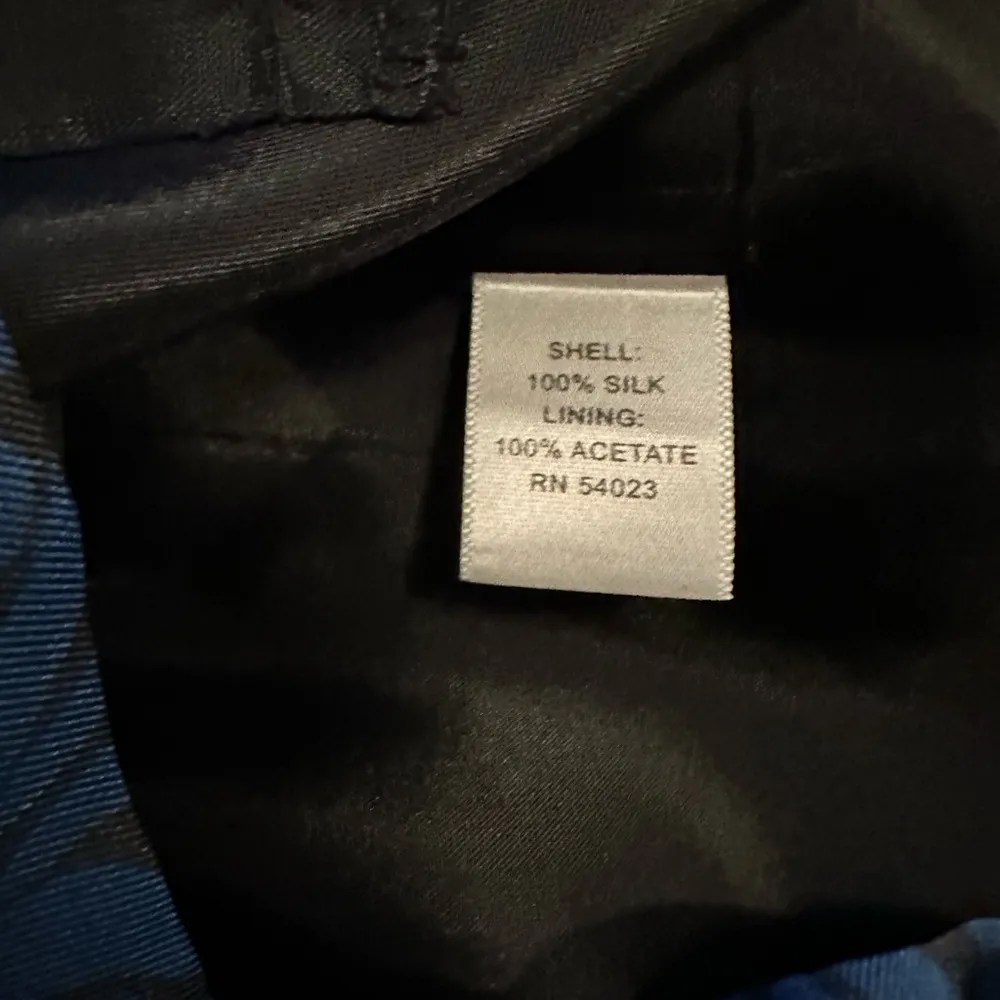 SHELL:
100% SILK
LINING:
100% ACETATE
RN 54023